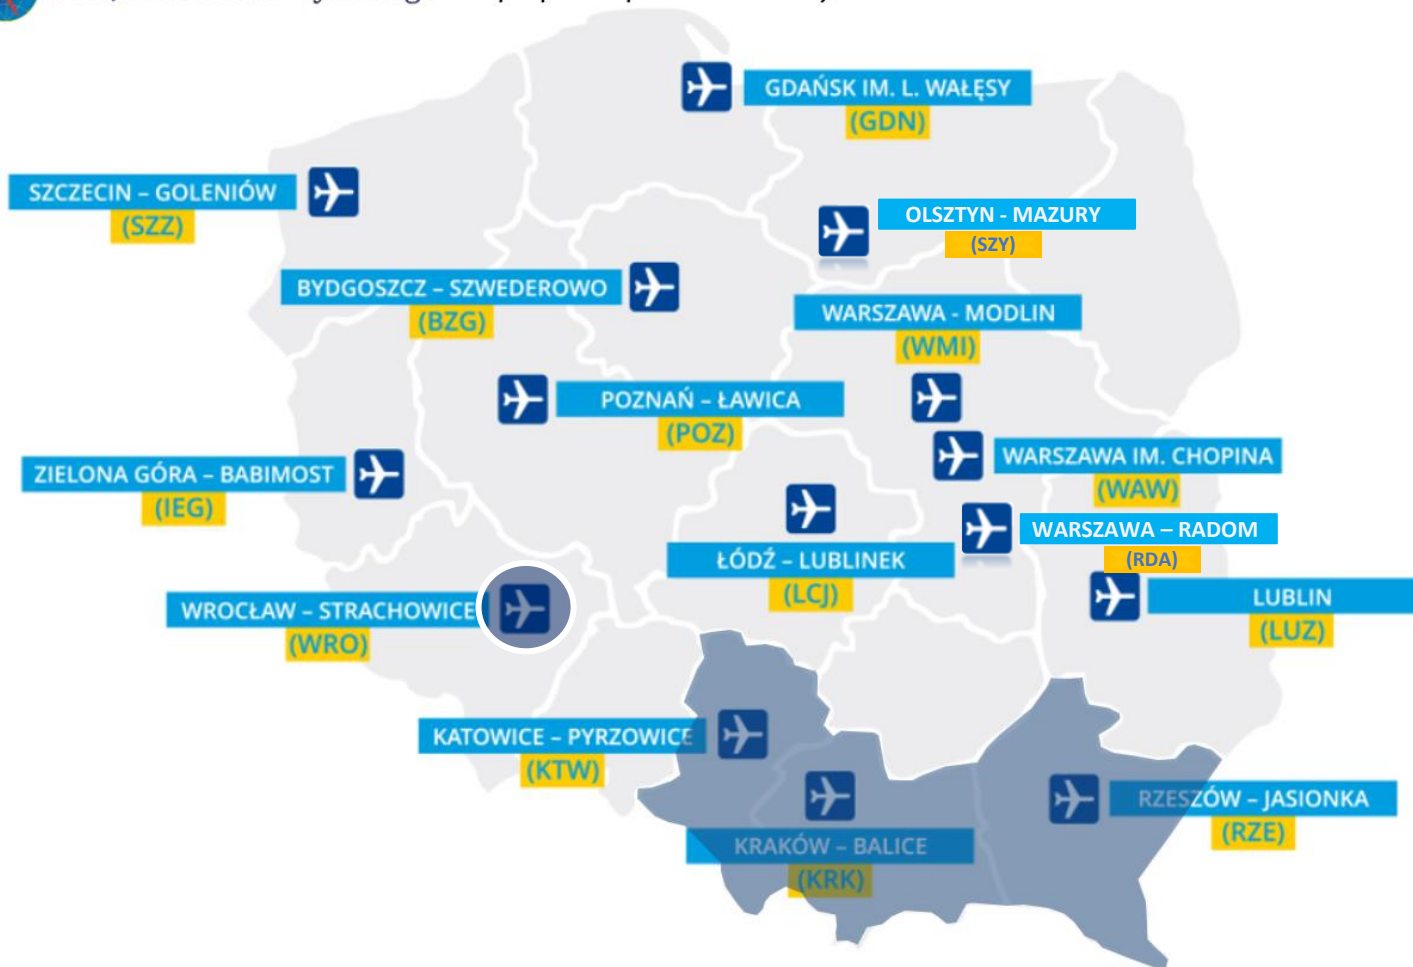 GDAŃSK IM. L. WAŁĘSY
(GDN)
SZCZECIN – GOLENIÓW
(SZZ)
OLSZTYN - MAZURY
(SZY)
BYDGOSZCZ – SZWEDEROWO
(BZG)
WARSZAWA - MODLIN
(WMI)
POZNAŃ – ŁAWICA
(POZ)
WARSZAWA IM. CHOPINA
(WAW)
ZIELONA GÓRA – BABIMOST
(IEG)
WARSZAWA – RADOM
(RDA)
ŁÓDŹ – LUBLINEK
(LCJ)
LUBLIN
(LUZ)
WROCŁAW – STRACHOWICE
(WRO)
KATOWICE – PYRZOWICE
(KTW)
RZESZÓW – JASIONKA
(RZE)
KRAKÓW – BALICE
(KRK)